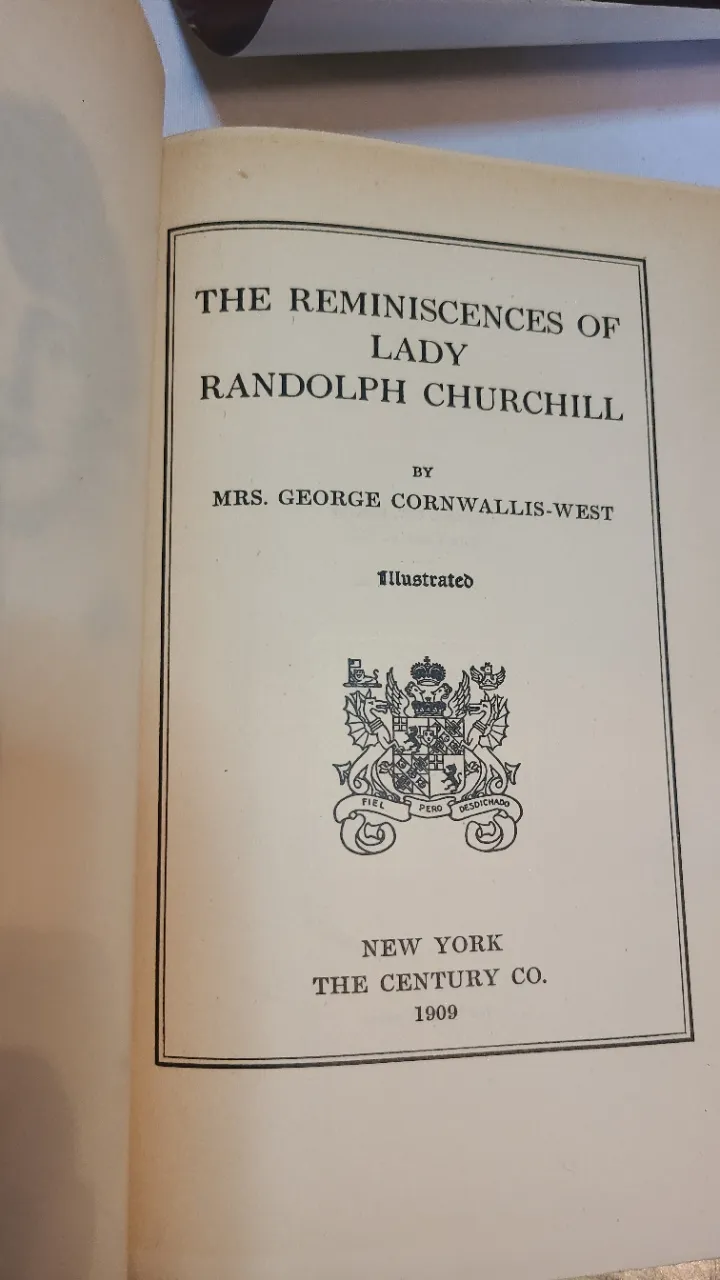 THE REMINISCENCES OF
LADY
RANDOLPH CHURCHILL
BY
MRS. GEORGE CORNWALLIS-WEST
Illustrated
FIEL PERO DESDICHADO
NEW YORK
THE CENTURY CO.
1909